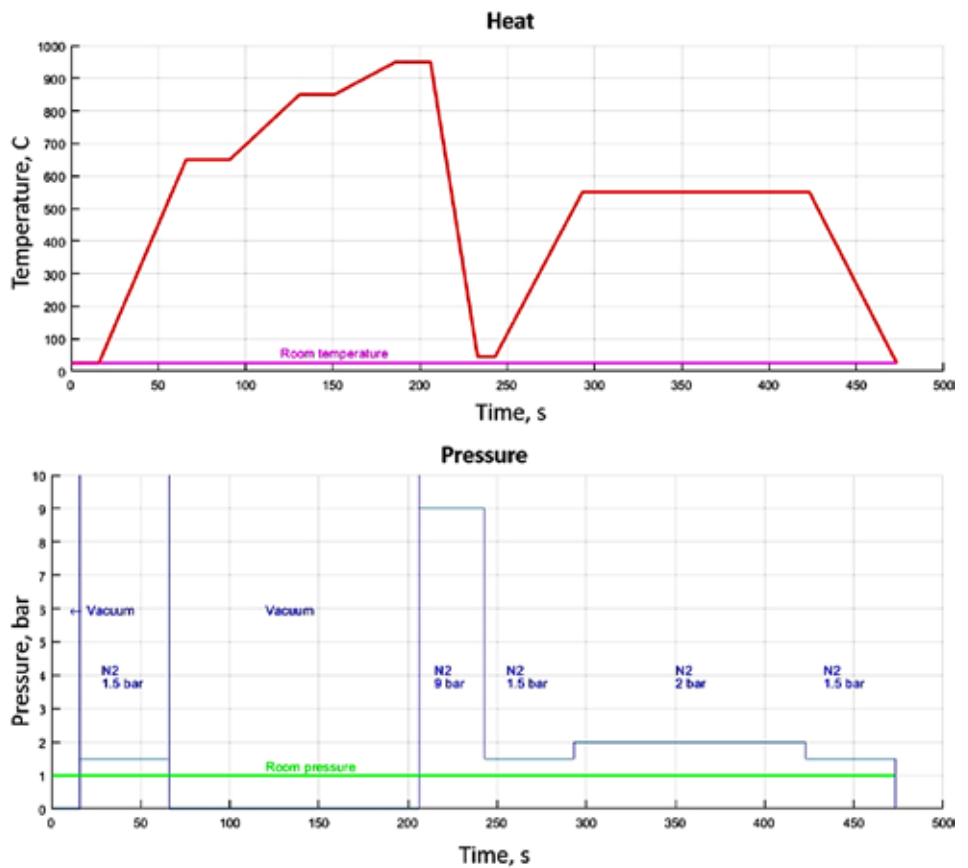 Heat
Temperature, C
1000
900
800
700
600
500
400
300
200
100
0
Room temperature
0 50 100 150 200 250 300 350 400 450 500
Time, s
Pressure
Pressure, bar
10
9
8
7
6
5
4
3
2
1
0
← Vacuum
Vacuum
N2
1.5 bar
N2
9 bar
N2
1.5 bar
N2
2 bar
N2
1.5 bar
Room pressure
0 50 100 150 200 250 300 350 400 450 500
Time, s